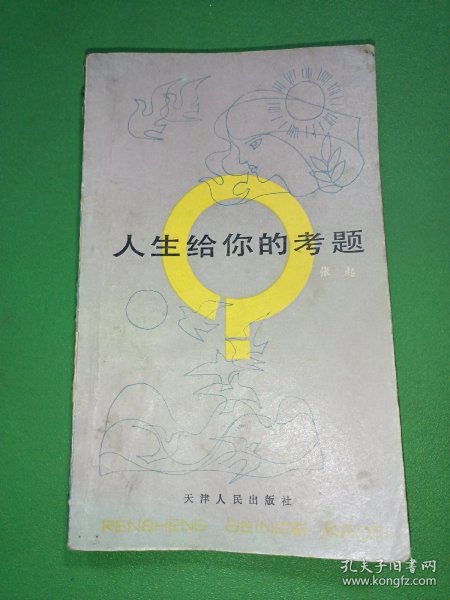 人生给你的考题
张起
天津人民出版社
RENSHENG GEINIDE KAOTI
孔夫子旧书网
www.kongfz.com